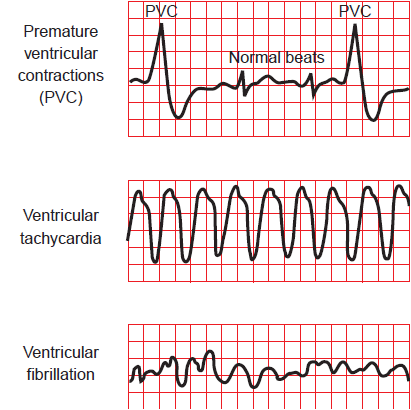 PVC PVC
Premature
ventricular
contractions
(PVC)
Normal beats
Ventricular
tachycardia
Ventricular
fibrillation